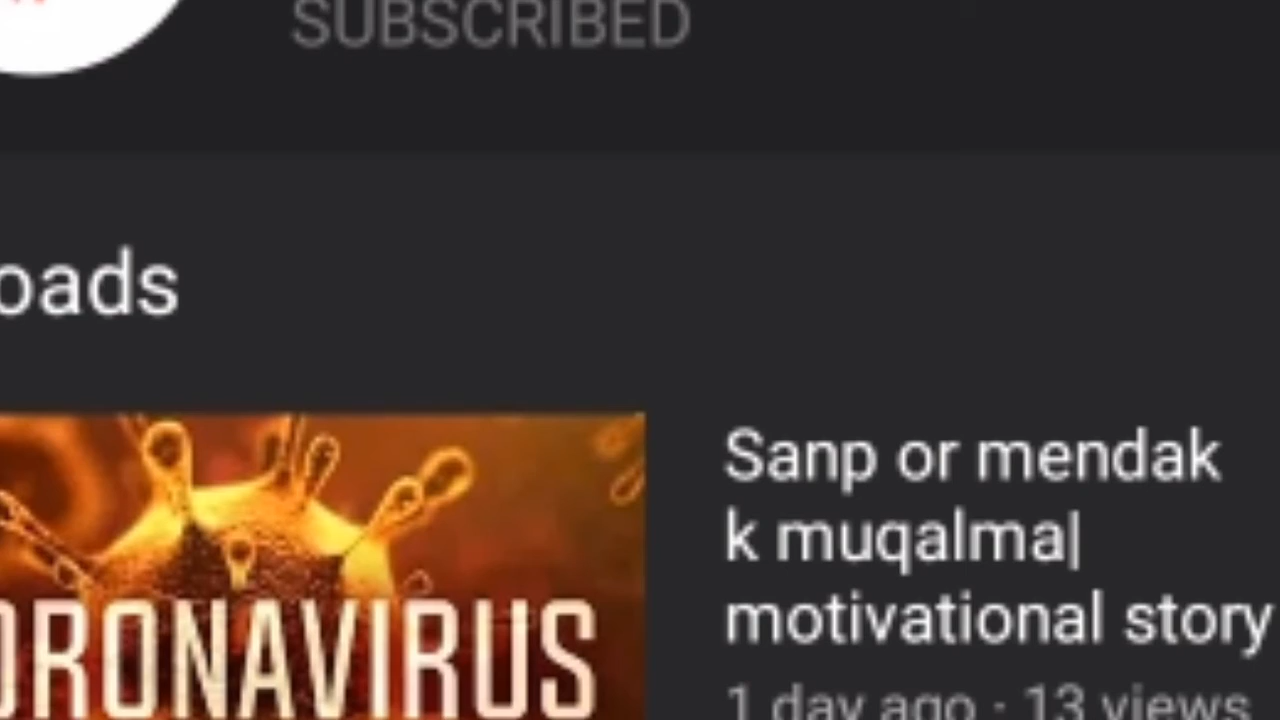 SUBSCRIBED
oads
Sanp or mendak
k muqalma|
motivational story
1 day ago · 13 views
ORONAVIRUS